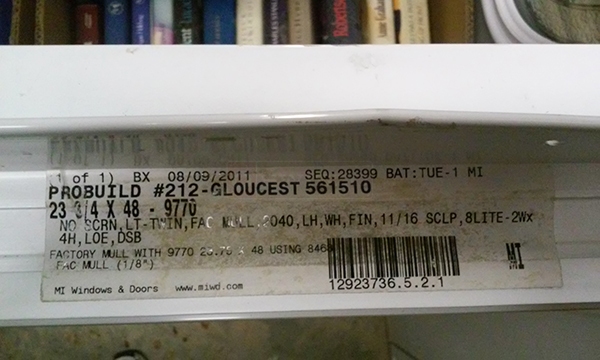 1 of 1) BX 08/09/2011 SEQ:28399 BAT:TUE-1 MI
PROBUILD #212-GLOUCEST 561510
23 3/4 X 48 - 9770
NO SCRN,LT-TWIN,FAC MULL,2040,LH,WH,FIN,11/16 SCLP,8LITE-2Wx
4H,LOE,DSB
FACTORY MULL WITH 9770 23.75 X 48 USING 8463
FAC MULL (1/8")
MI Windows & Doors www.miwd.com
12923736.5.2.1
MI